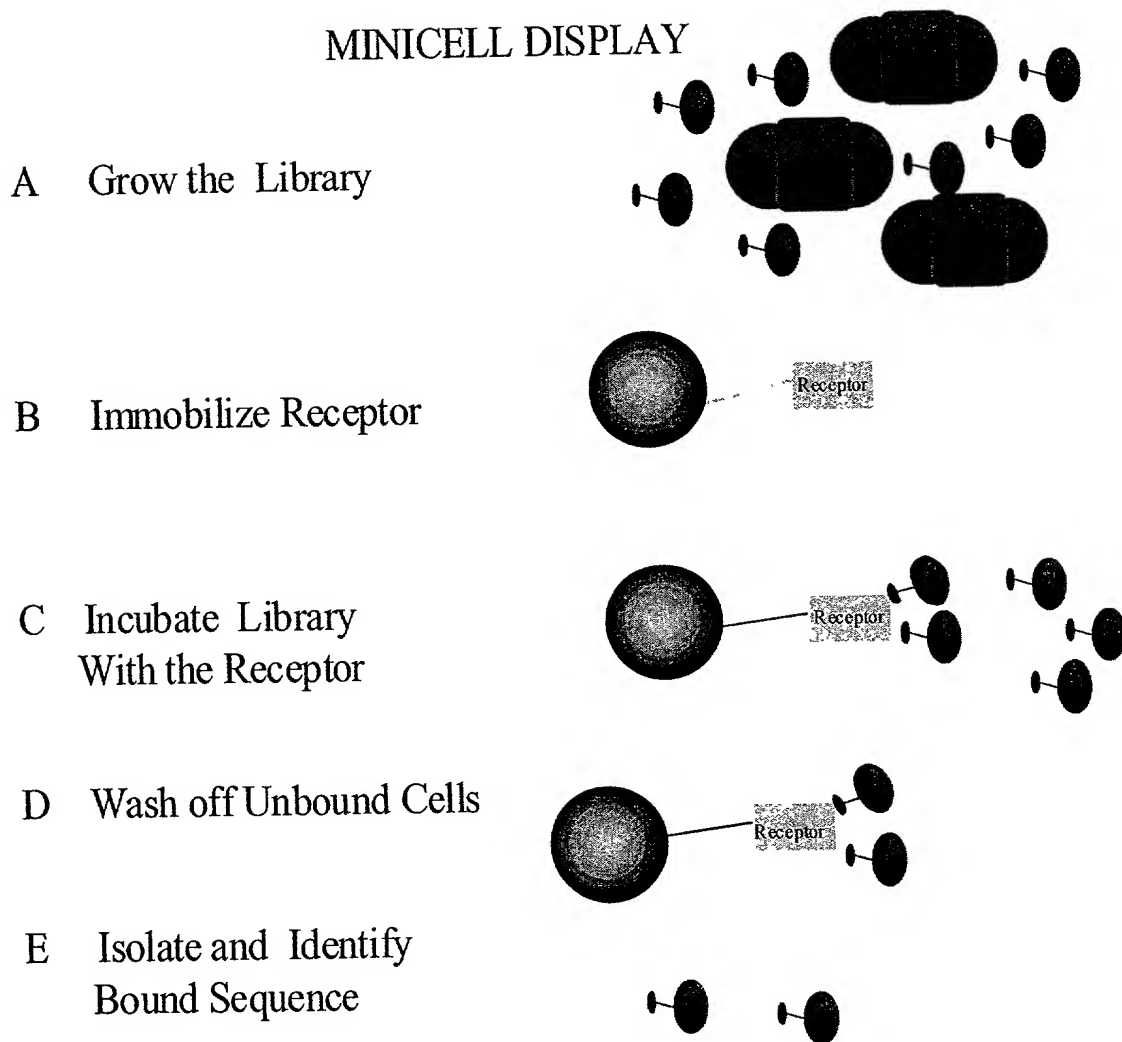 MINICELL DISPLAY
A Grow the Library
B Immobilize Receptor
Receptor
C Incubate Library
With the Receptor
Receptor
D Wash off Unbound Cells
Receptor
E Isolate and Identify
Bound Sequence